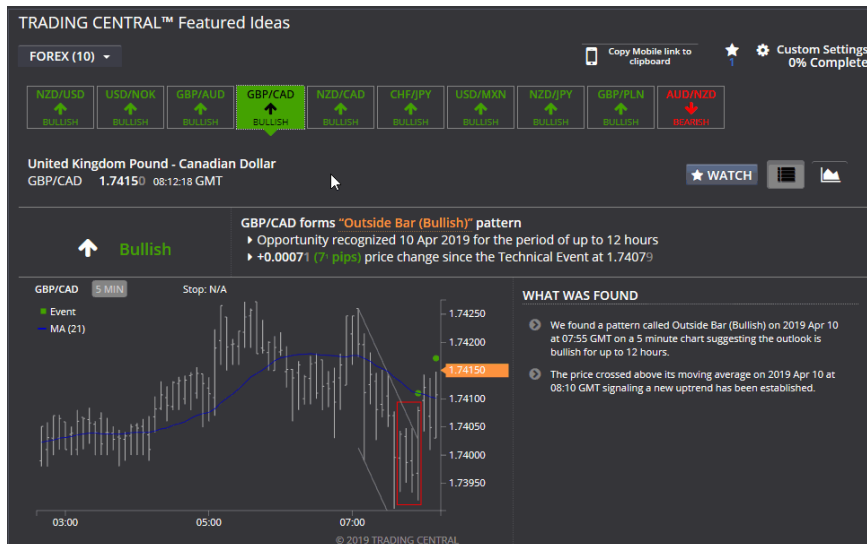 TRADING CENTRAL™ Featured Ideas
FOREX (10)
Copy Mobile link to
clipboard
1
Custom Settings
0% Complete
NZD/USD USD/NOK GBP/AUD GBP/CAD NZD/CAD CHF/JPY USD/MXN NZD/JPY GBP/PLN AUD/NZD
BULLISH BULLISH BULLISH BULLISH BULLISH BULLISH BULLISH BULLISH BULLISH BEARISH
United Kingdom Pound - Canadian Dollar
GBP/CAD 1.74150 08:12:18 GMT
WATCH
Bullish
GBP/CAD forms "Outside Bar (Bullish)" pattern
Opportunity recognized 10 Apr 2019 for the period of up to 12 hours
+0.00071 (7¹ pips) price change since the Technical Event at 1.74079
GBP/CAD 5 MIN Stop: N/A
Event
MA (21)
1.74250
1.74200
1.74150
1.74100
1.74050
1.74000
1.73950
03:00 05:00 07:00
© 2019 TRADING CENTRAL
WHAT WAS FOUND
We found a pattern called Outside Bar (Bullish) on 2019 Apr 10
at 07:55 GMT on a 5 minute chart suggesting the outlook is
bullish for up to 12 hours.
The price crossed above its moving average on 2019 Apr 10 at
08:10 GMT signaling a new uptrend has been established.